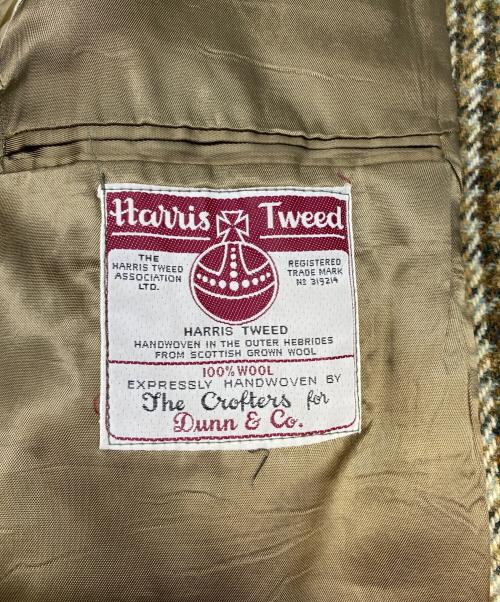 Harris Tweed
THE
HARRIS TWEED
ASSOCIATION
LTD.
REGISTERED
TRADE MARK
Nº 319214
HARRIS TWEED
HANDWOVEN IN THE OUTER HEBRIDES
FROM SCOTTISH GROWN WOOL
100% WOOL
EXPRESSLY HANDWOVEN BY
The Crofters for
Dunn & Co.